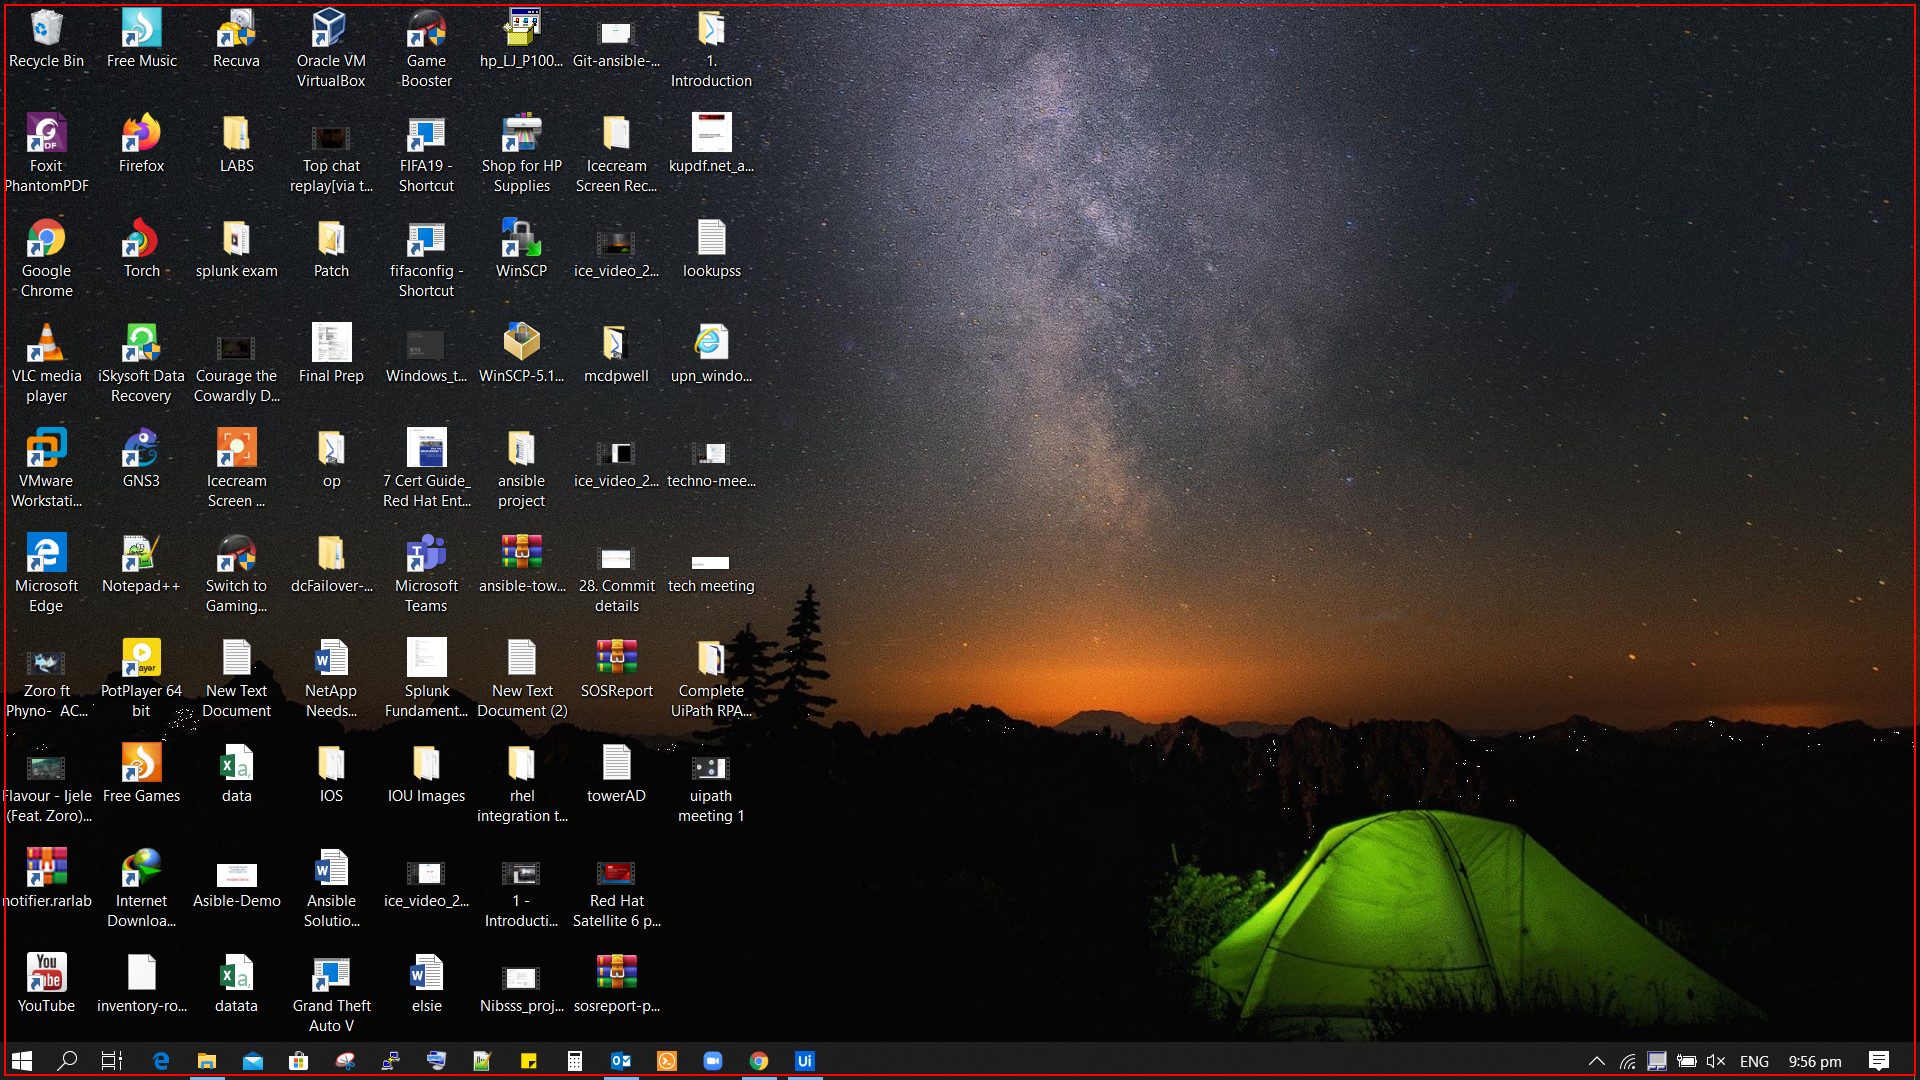 Recycle Bin
Free Music
Recuva
Oracle VM
VirtualBox
Game
Booster
hp_LJ_P100...
Git-ansible-...
1.
Introduction
Foxit
PhantomPDF
Firefox
LABS
Top chat
replay[via t...
FIFA19 -
Shortcut
Shop for HP
Supplies
Icecream
Screen Rec...
kupdf.net_a...
Google
Chrome
Torch
splunk exam
Patch
fifaconfig -
Shortcut
WinSCP
ice_video_2...
lookupss
VLC media
player
iSkysoft Data
Recovery
Courage the
Cowardly D...
Final Prep
Windows_t...
WinSCP-5.1...
mcdpwell
upn_windo...
VMware
Workstati...
GNS3
Icecream
Screen ...
op
7 Cert Guide_
Red Hat Ent...
ansible
project
ice_video_2...
techno-mee...
Microsoft
Edge
Notepad++
Switch to
Gaming...
dcFailover-...
Microsoft
Teams
ansible-tow...
28. Commit
details
tech meeting
Zoro ft
Phyno- AC...
PotPlayer 64
bit
New Text
Document
NetApp
Needs...
Splunk
Fundament...
New Text
Document (2)
SOSReport
Complete
UiPath RPA...
Flavour - Ijele
(Feat. Zoro)...
Free Games
data
IOS
IOU Images
rhel
integration t...
towerAD
uipath
meeting 1
notifier.rarlab
Internet
Downloa...
Asible-Demo
Ansible
Solutio...
ice_video_2...
1 -
Introducti...
Red Hat
Satellite 6 p...
YouTube
inventory-ro...
datata
Grand Theft
Auto V
elsie
Nibsss_proj...
sosreport-p...
Ui
ENG
9:56 pm